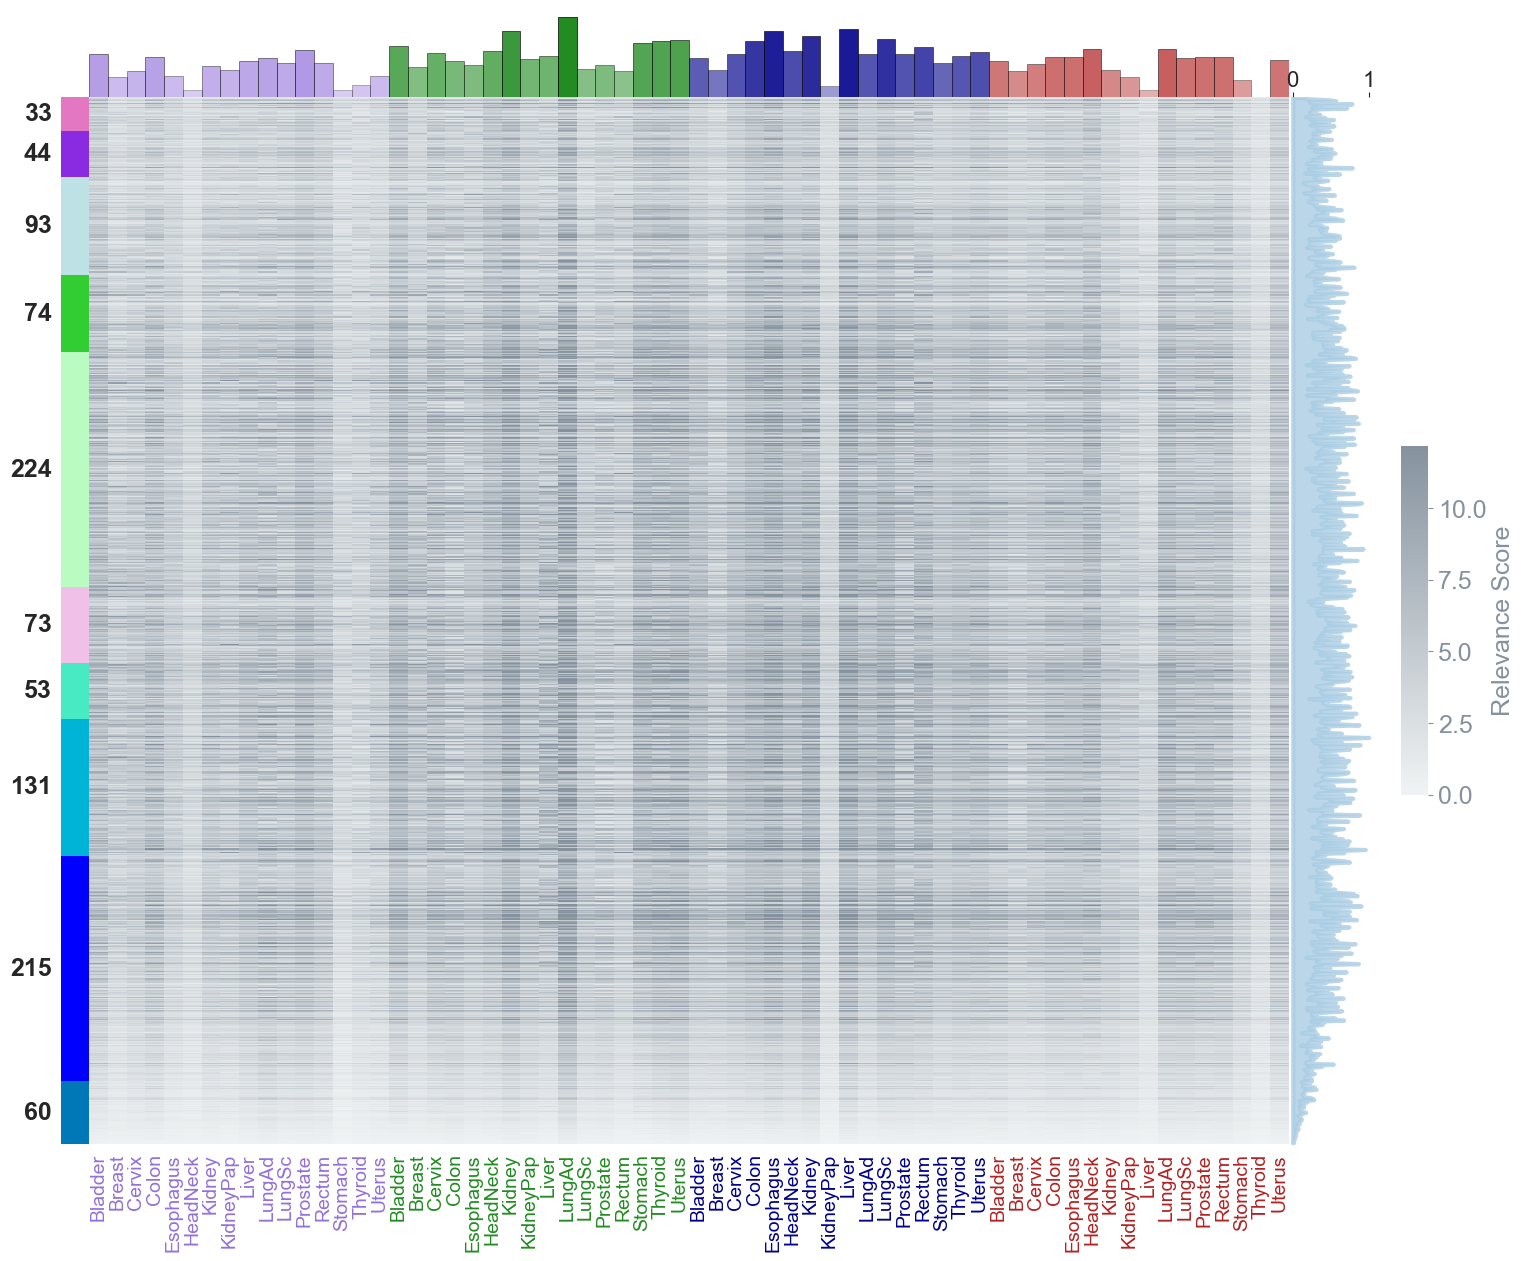 0 1
33
44
93
74
224
73
53
131
215
60
10.0
7.5
5.0
2.5
0.0
Relevance Score
Bladder
Breast
Cervix
Colon
Esophagus
HeadNeck
Kidney
KidneyPap
Liver
LungAd
LungSc
Prostate
Rectum
Stomach
Thyroid
Uterus
Bladder
Breast
Cervix
Colon
Esophagus
HeadNeck
Kidney
KidneyPap
Liver
LungAd
LungSc
Prostate
Rectum
Stomach
Thyroid
Uterus
Bladder
Breast
Cervix
Colon
Esophagus
HeadNeck
Kidney
KidneyPap
Liver
LungAd
LungSc
Prostate
Rectum
Stomach
Thyroid
Uterus
Bladder
Breast
Cervix
Colon
Esophagus
HeadNeck
Kidney
KidneyPap
Liver
LungAd
LungSc
Prostate
Rectum
Stomach
Thyroid
Uterus